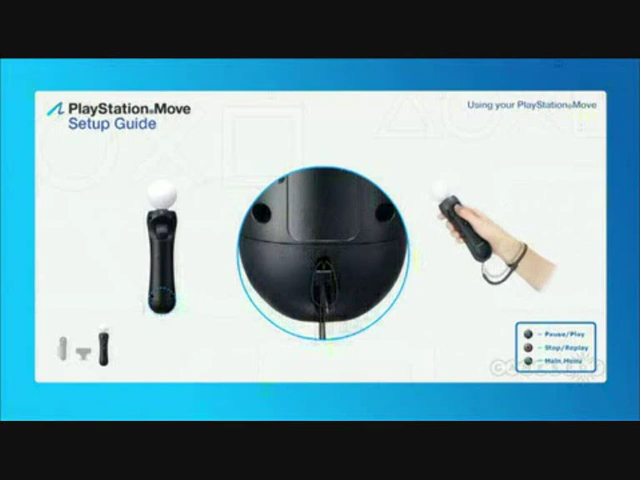 PlayStation®Move
Setup Guide
Using your PlayStation®Move
– Pause/Play
– Stop/Replay
– Main Menu